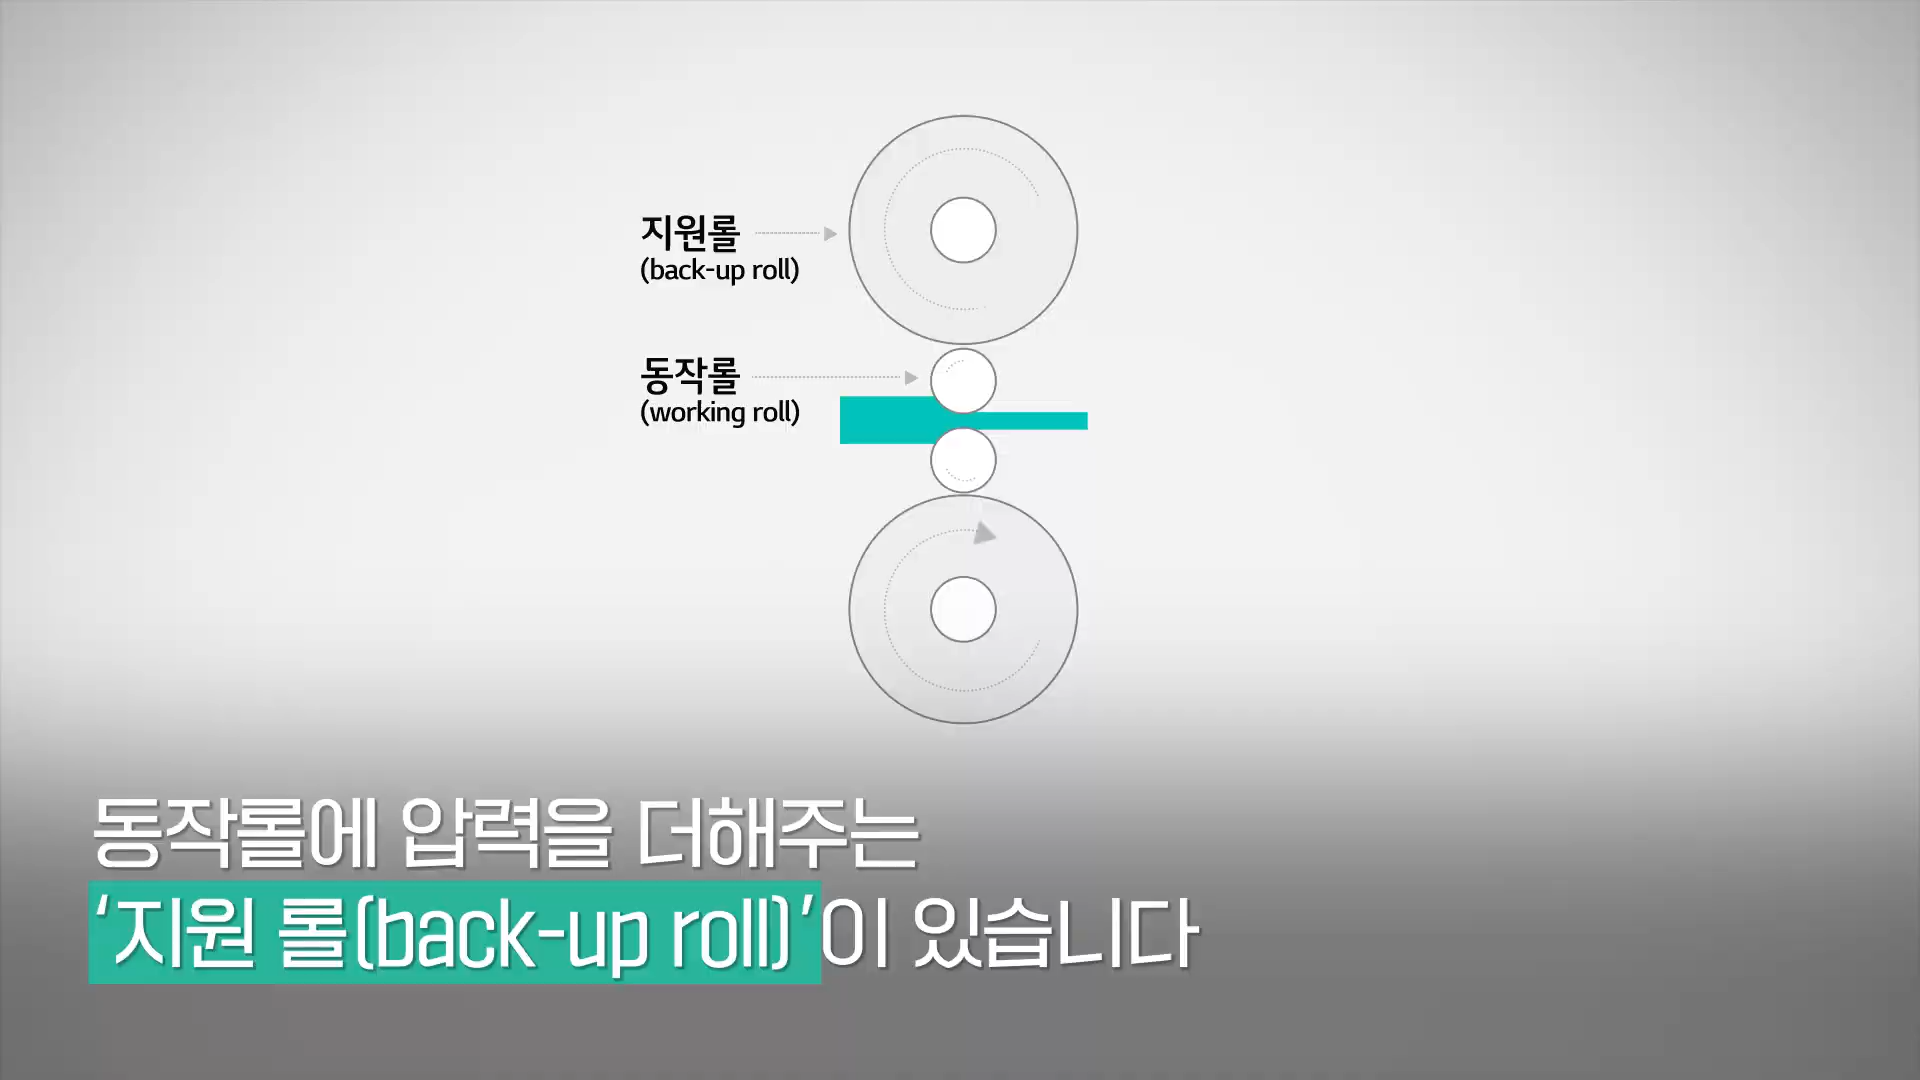 지원롤
(back-up roll)
동작롤
(working roll)
동작롤에 압력을 더해주는
‘지원 롤(back-up roll)’이 있습니다